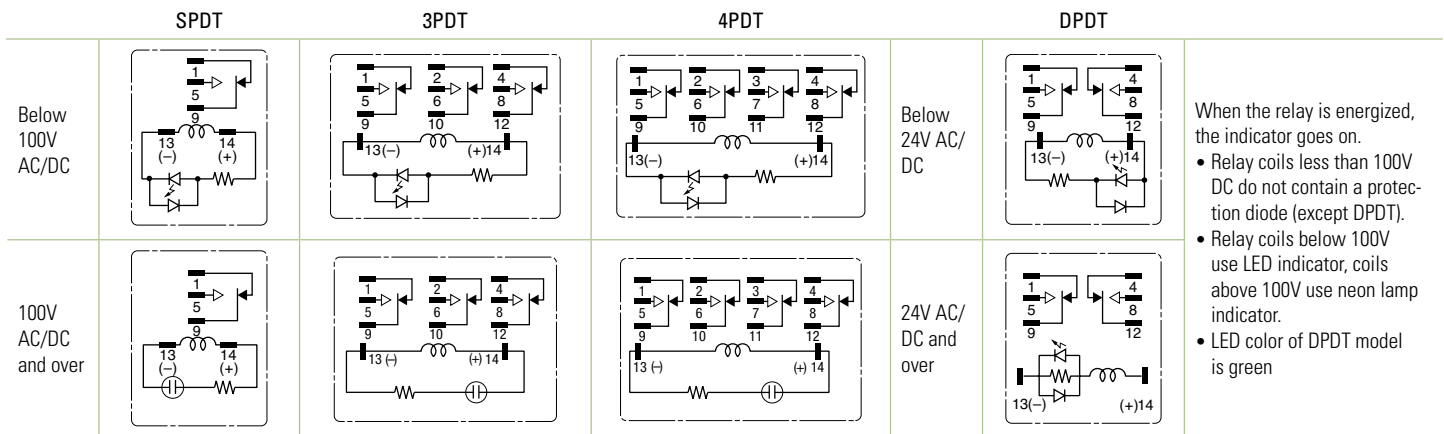 SPDT 3PDT 4PDT DPDT
Below
100V
AC/DC
1
5
9
13 14
(–) (+)
1 2 4
5 6 8
9 10 12
13(–) (+)14
1 2 3 4
5 6 7 8
9 10 11 12
13(–) (+)14
Below
24V AC/
DC
1 4
5 8
9 12
13(–) (+)14
When the relay is energized,
the indicator goes on.
• Relay coils less than 100V
DC do not contain a protec-
tion diode (except DPDT).
• Relay coils below 100V
use LED indicator, coils
above 100V use neon lamp
indicator.
• LED color of DPDT model
is green
100V
AC/DC
and over
1
5
9
13 14
(–) (+)
1 2 4
5 6 8
9 10 12
13 (–) (+) 14
1 2 3 4
5 6 7 8
9 10 11 12
13 (–) (+) 14
24V AC/
DC and
over
1 4
5 8
9 12
13(–) (+)14